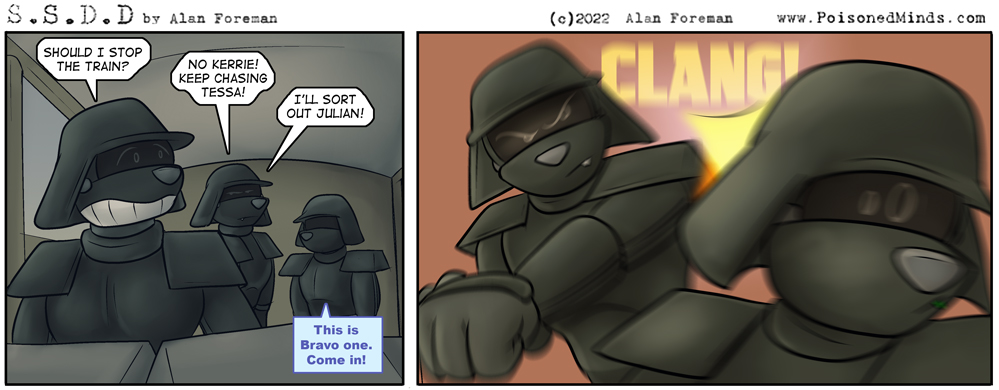 S.S.D.D by Alan Foreman (c)2022 Alan Foreman www.PoisonedMinds.com
SHOULD I STOP
THE TRAIN?
NO KERRIE!
KEEP CHASING
TESSA!
I'LL SORT
OUT JULIAN!
This is
Bravo one.
Come in!
CLANG!